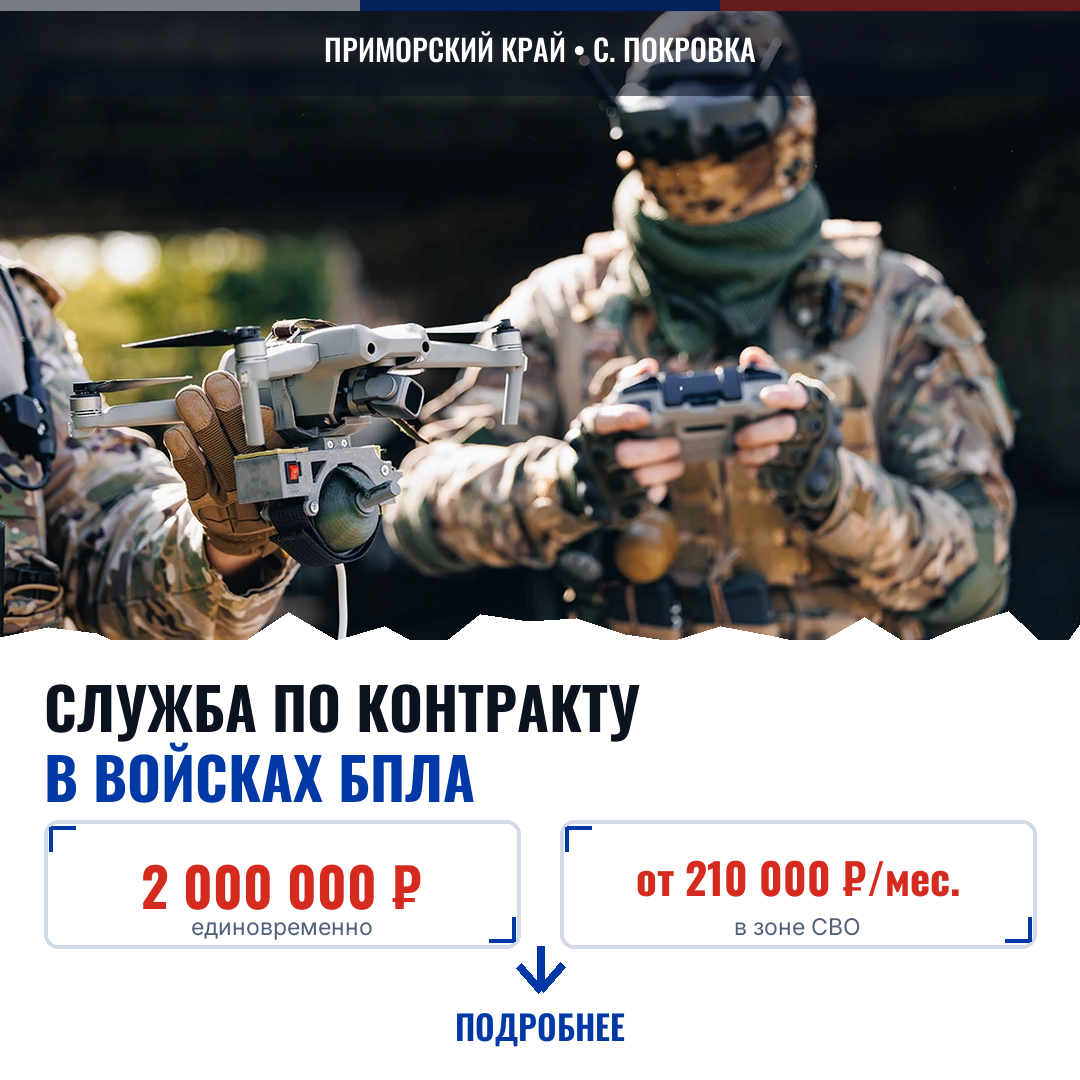 ПРИМОРСКИЙ КРАЙ • С. ПОКРОВКА
СЛУЖБА ПО КОНТРАКТУ
В ВОЙСКАХ БПЛА
2 000 000 ₽
единовременно
от 210 000 ₽/мес.
в зоне СВО
ПОДРОБНЕЕ